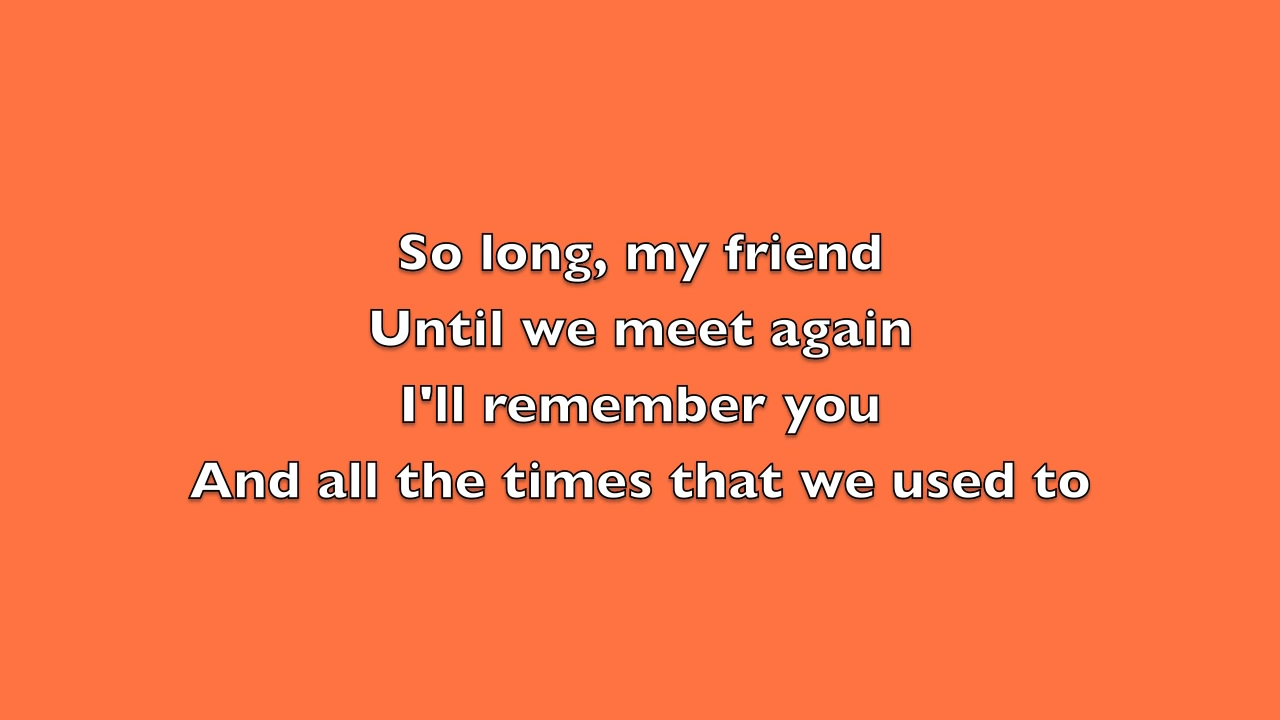 So long, my friend
Until we meet again
I'll remember you
And all the times that we used to